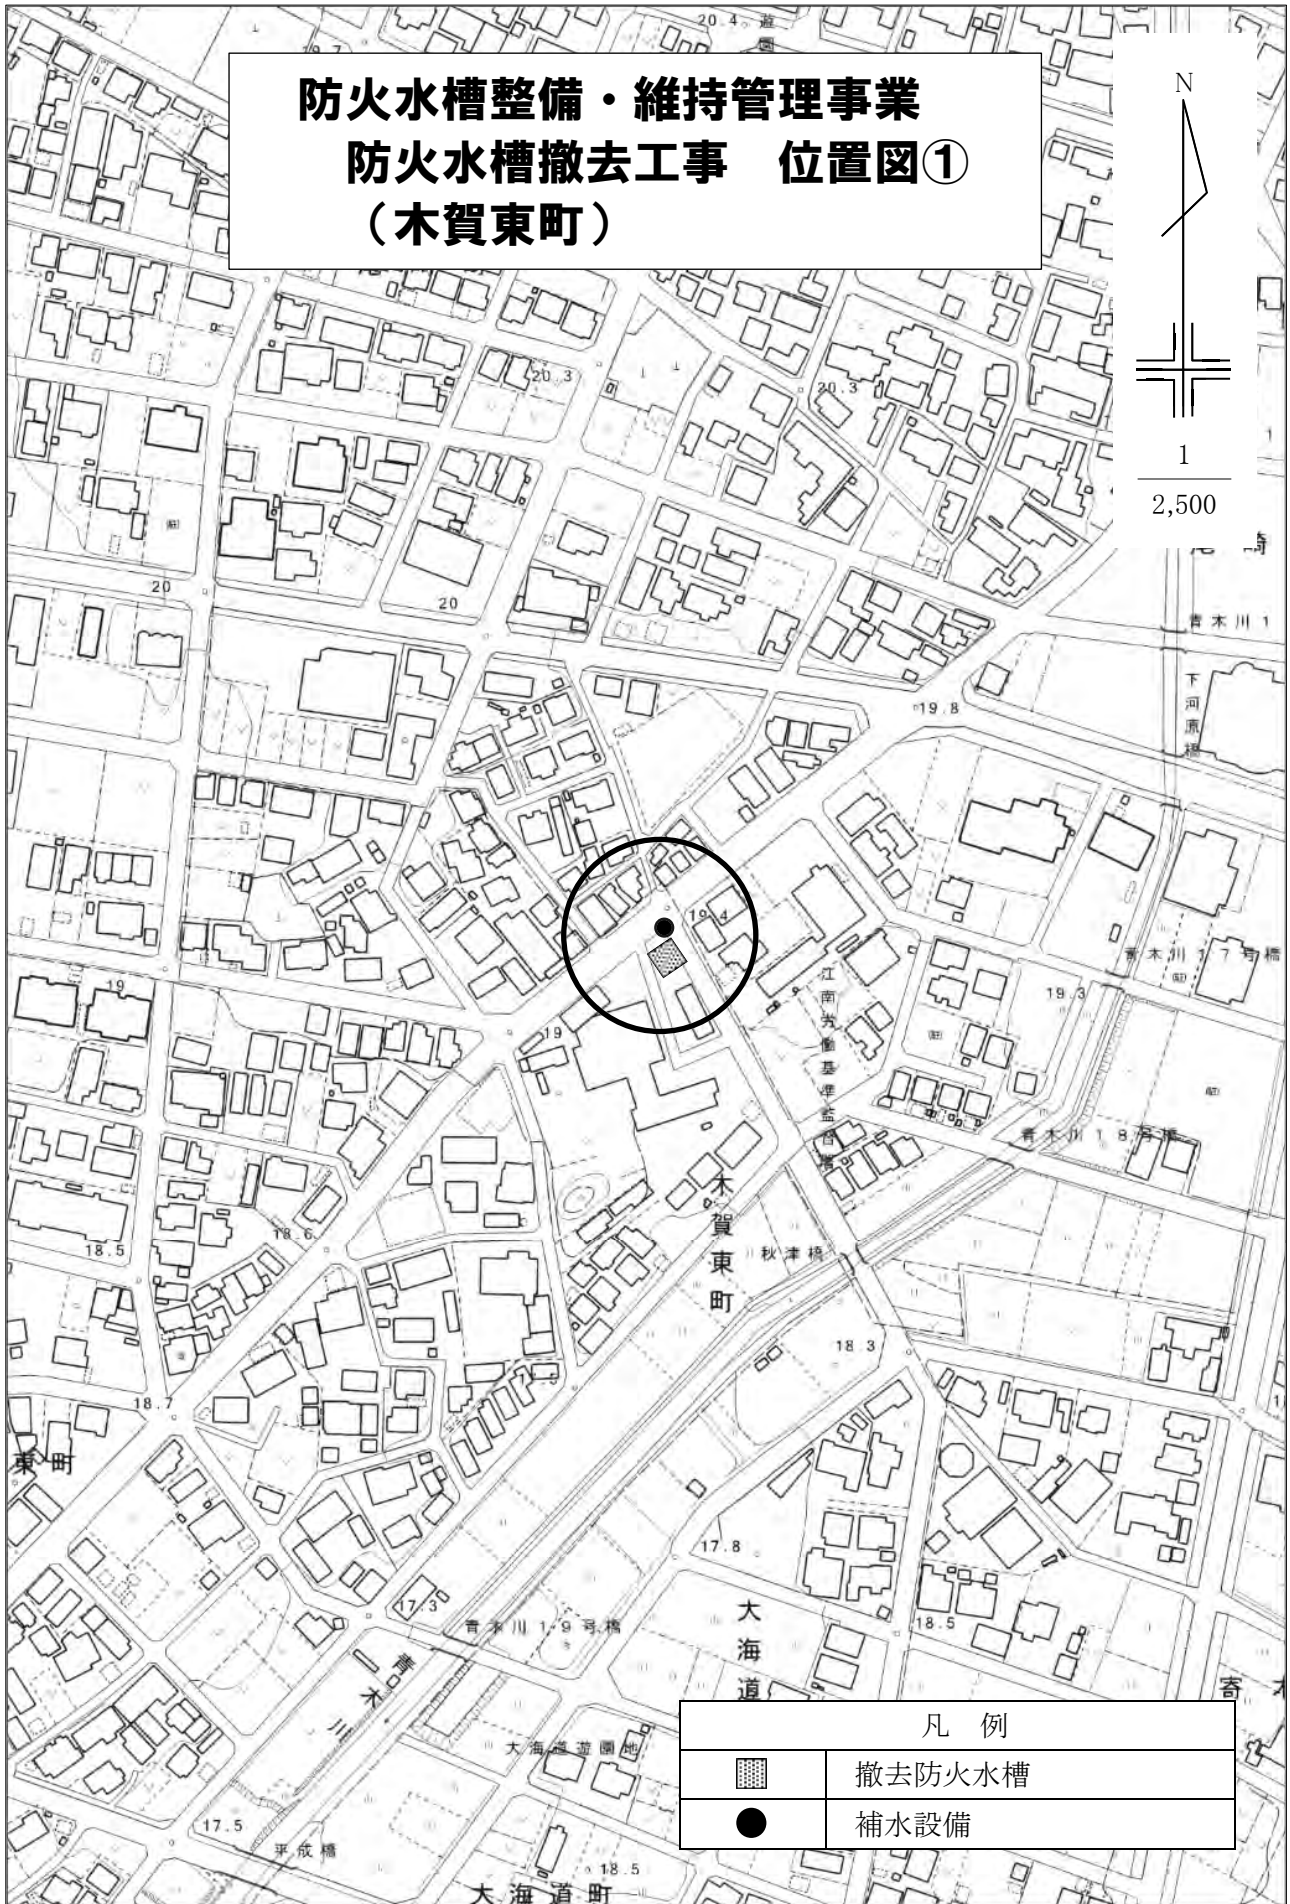 20.4
遊
園
19.7
防火水槽整備・維持管理事業
防火水槽撤去工事 位置図①
(木賀東町)
N
1
2,500
20.3
20.3
20
20
崎
青木川1
下河原橋
19.8
19.4
青木川17号橋
19
19.3
19
江南労働基準監督署
青木川18号橋
木賀東町
18.6
18.5
秋津橋
18.3
18.7
東町
17.8
17.3
青木川19号橋
18.5
大海道
青木川
寄木
大海道遊園地
凡 例
撤去防火水槽
補水設備
17.5
平成橋
18.5
大海道町